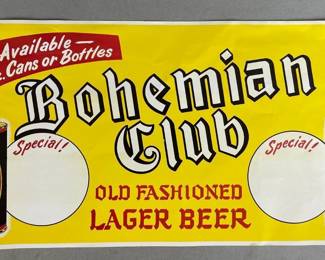 Available—
Cans or Bottles
Bohemian
Club
Special!
Special!
OLD FASHIONED
LAGER BEER